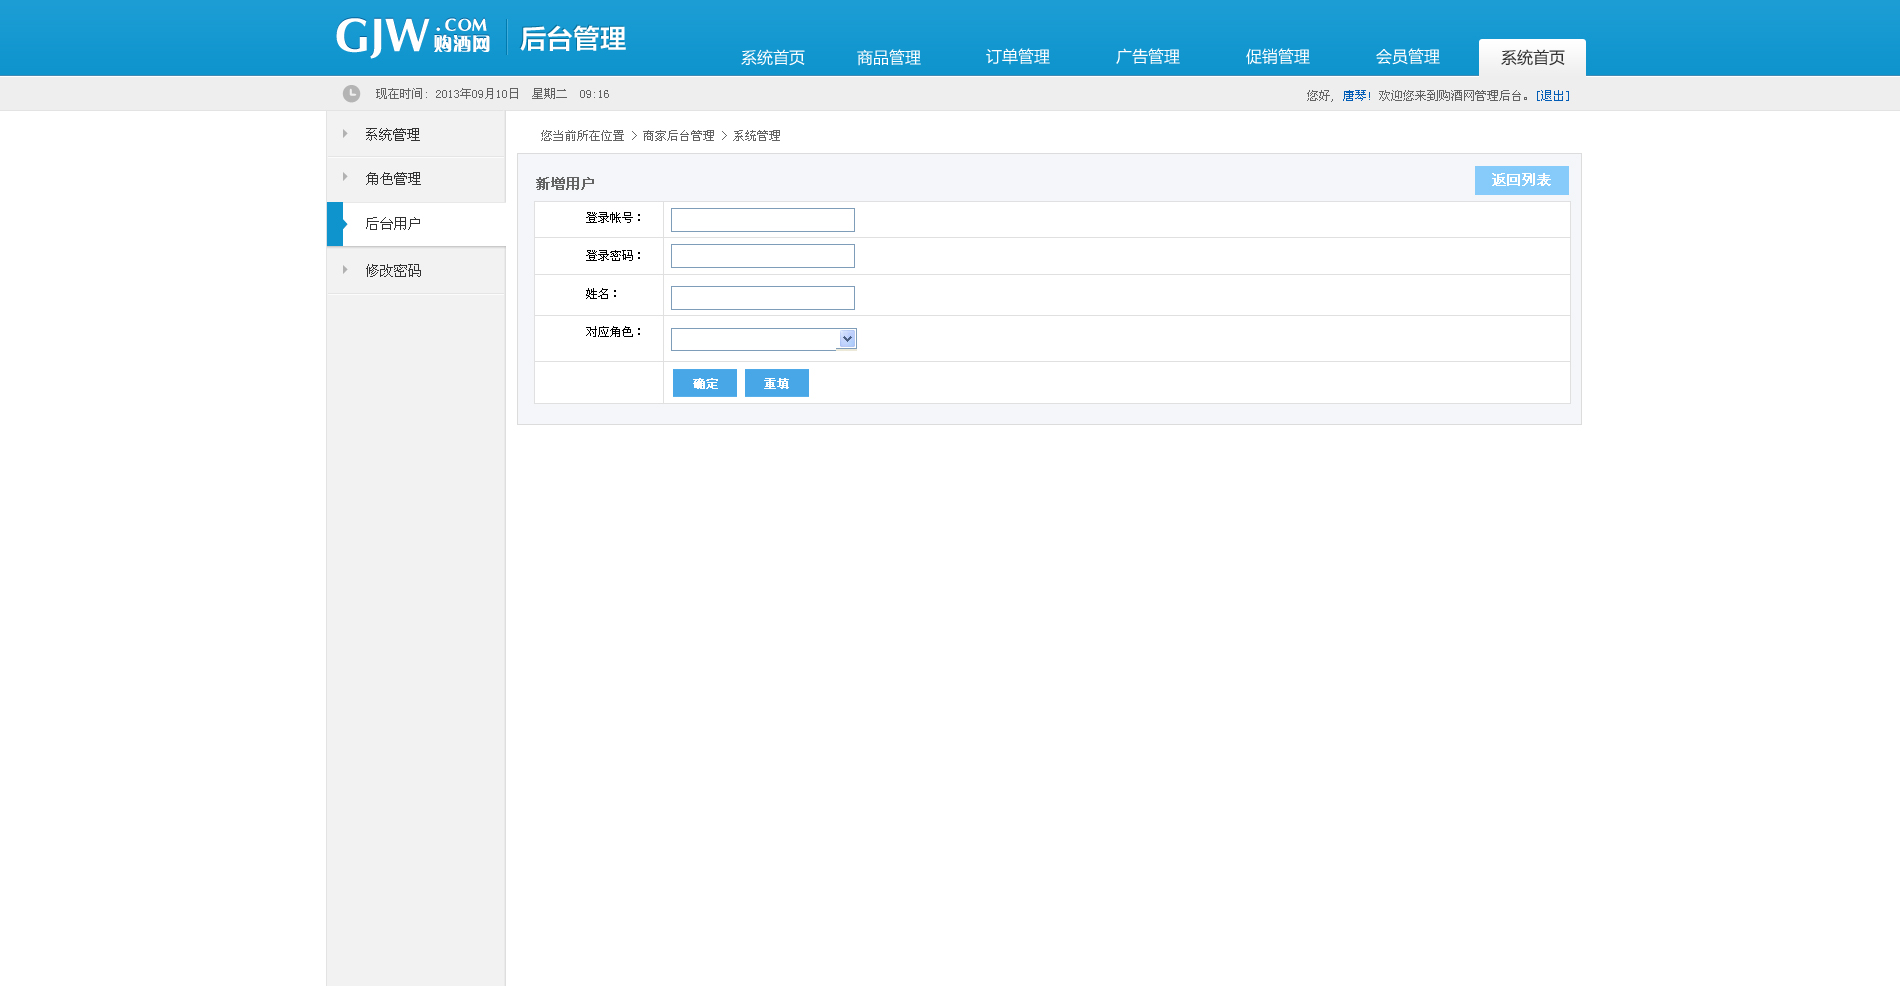 GJW.COM 购酒网 后台管理
系统首页 商品管理 订单管理 广告管理 促销管理 会员管理 系统首页
现在时间：2013年09月10日 星期二 09:16
您好，唐琴！欢迎您来到购酒网管理后台。[退出]
系统管理
角色管理
后台用户
修改密码
您当前所在位置 > 商家后台管理 > 系统管理
新增用户
返回列表
登录帐号：
登录密码：
姓名：
对应角色：
确定 重填